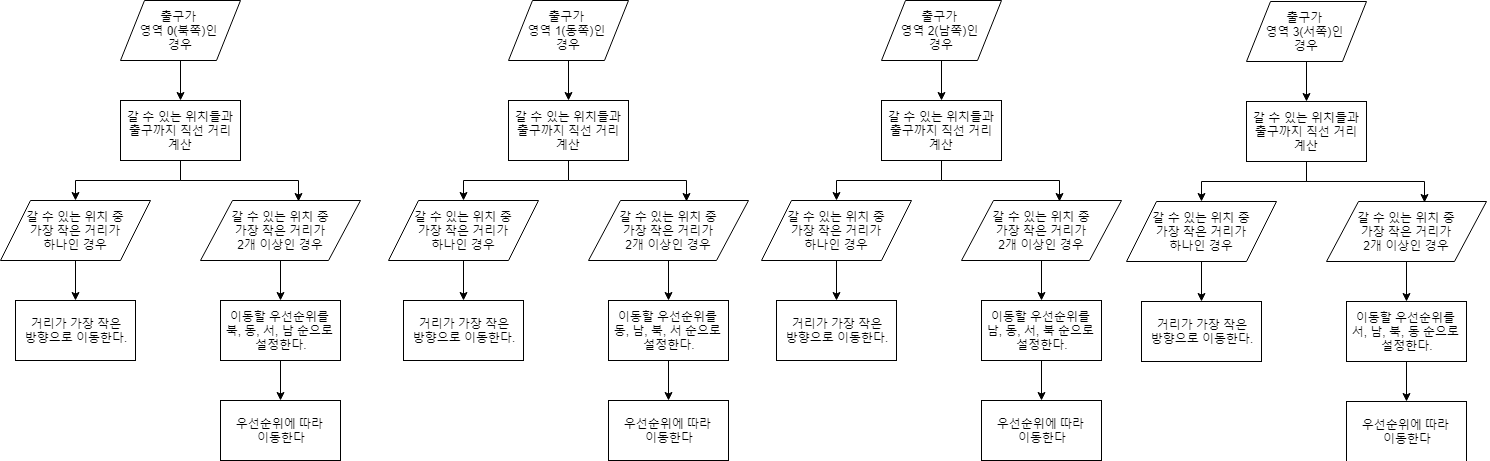 출구가
영역 0(북쪽)인
경우
갈 수 있는 위치들과
출구까지 직선 거리
계산
갈 수 있는 위치 중
가장 작은 거리가
하나인 경우
갈 수 있는 위치 중
가장 작은 거리가
2개 이상인 경우
거리가 가장 작은
방향으로 이동한다.
이동할 우선순위를
북, 동, 서, 남 순으로
설정한다.
우선순위에 따라
이동한다
출구가
영역 1(동쪽)인
경우
갈 수 있는 위치들과
출구까지 직선 거리
계산
갈 수 있는 위치 중
가장 작은 거리가
하나인 경우
갈 수 있는 위치 중
가장 작은 거리가
2개 이상인 경우
거리가 가장 작은
방향으로 이동한다.
이동할 우선순위를
동, 남, 북, 서 순으로
설정한다.
우선순위에 따라
이동한다
출구가
영역 2(남쪽)인
경우
갈 수 있는 위치들과
출구까지 직선 거리
계산
갈 수 있는 위치 중
가장 작은 거리가
하나인 경우
갈 수 있는 위치 중
가장 작은 거리가
2개 이상인 경우
거리가 가장 작은
방향으로 이동한다.
이동할 우선순위를
남, 동, 서, 북 순으로
설정한다.
우선순위에 따라
이동한다
출구가
영역 3(서쪽)인
경우
갈 수 있는 위치들과
출구까지 직선 거리
계산
갈 수 있는 위치 중
가장 작은 거리가
하나인 경우
갈 수 있는 위치 중
가장 작은 거리가
2개 이상인 경우
거리가 가장 작은
방향으로 이동한다.
이동할 우선순위를
서, 남, 북, 동 순으로
설정한다.
우선순위에 따라
이동한다